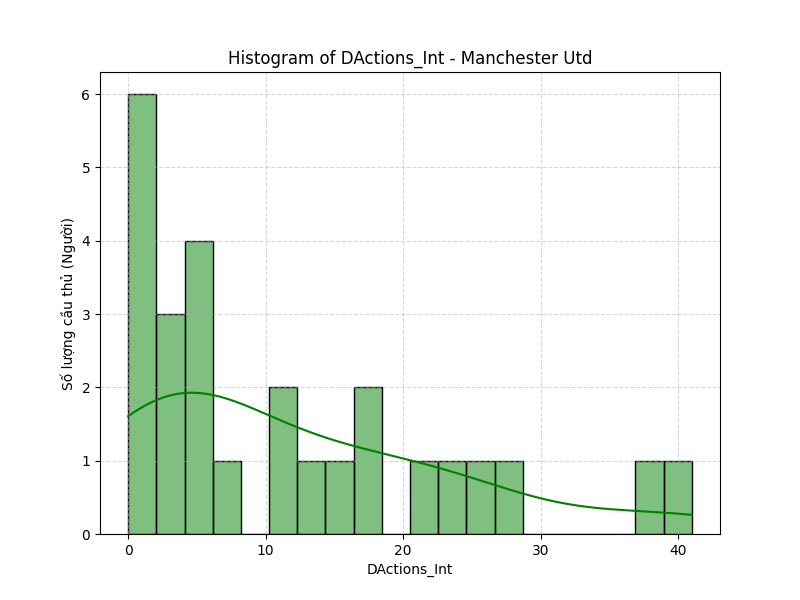 Histogram of DActions_Int - Manchester Utd
Số lượng cầu thủ (Người)
6
5
4
3
2
1
0
0 10 20 30 40
DActions_Int